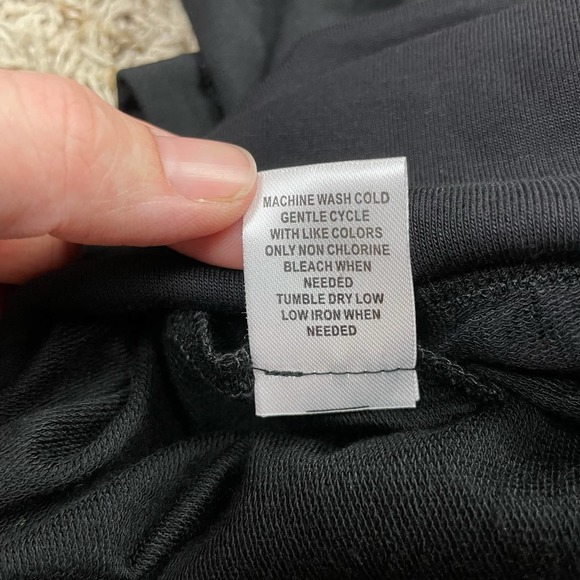 MACHINE WASH COLD
GENTLE CYCLE
WITH LIKE COLORS
ONLY NON CHLORINE
BLEACH WHEN
NEEDED
TUMBLE DRY LOW
LOW IRON WHEN
NEEDED